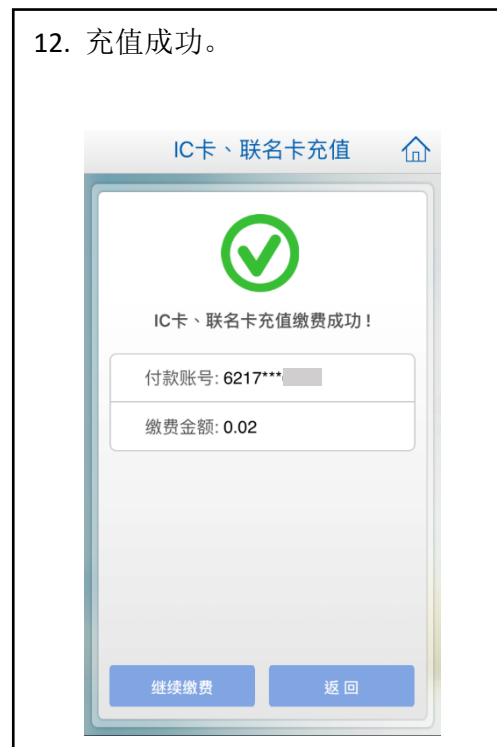 12. 充值成功。
IC卡、联名卡充值
IC卡、联名卡充值缴费成功!
付款账号: 6217***
缴费金额: 0.02
继续缴费
返 回